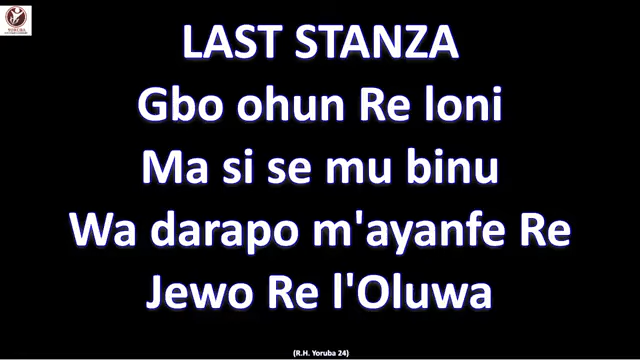 YORUBA
LAST STANZA
Gbo ohun Re loni
Ma si se mu binu
Wa darapo m'ayanfe Re
Jewo Re l'Oluwa
(R.H. Yoruba 24)